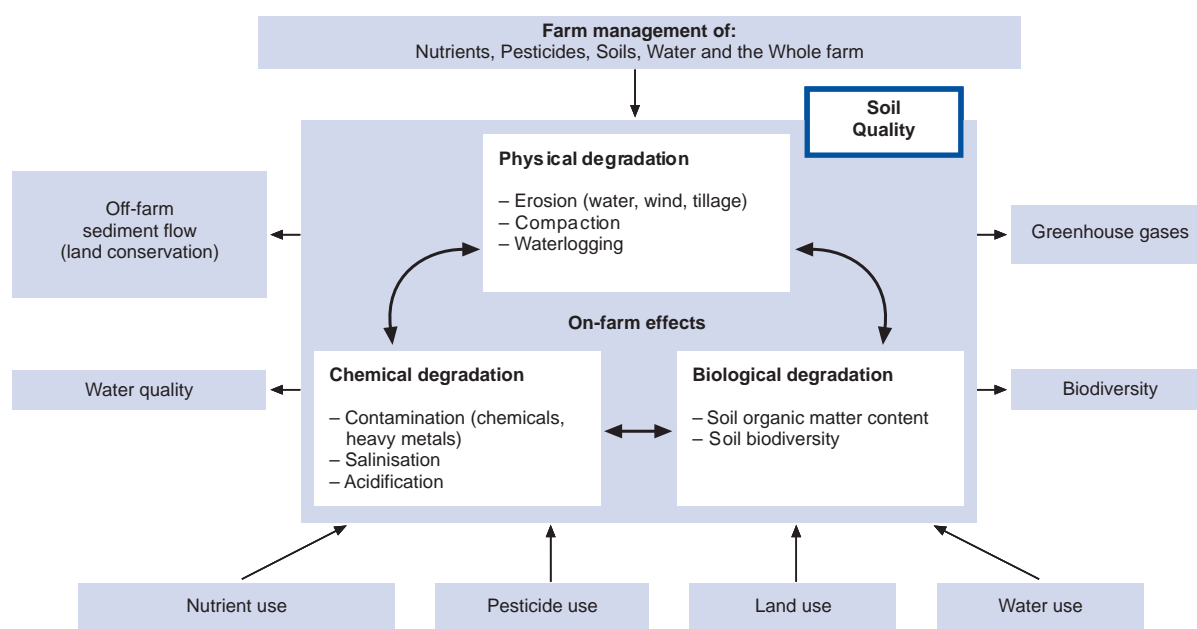 Farm management of:
Nutrients, Pesticides, Soils, Water and the Whole farm
Soil
Quality
Physical degradation
– Erosion (water, wind, tillage)
– Compaction
– Waterlogging
Off-farm
sediment flow
(land conservation)
Greenhouse gases
On-farm effects
Water quality
Chemical degradation
– Contamination (chemicals,
heavy metals)
– Salinisation
– Acidification
Biological degradation
– Soil organic matter content
– Soil biodiversity
Biodiversity
Nutrient use
Pesticide use
Land use
Water use